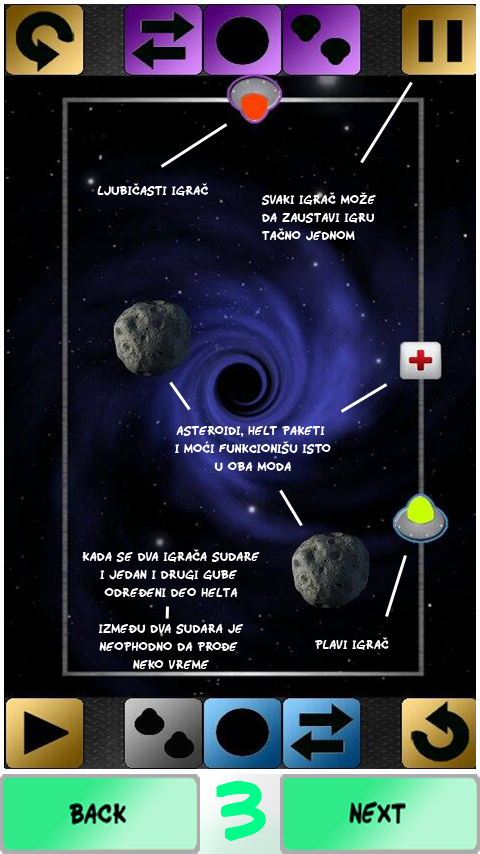 LJUBIČASTI IGRAČ
SVAKI IGRAČ MOŽE
DA ZAUSTAVI IGRU
TAČNO JEDNOM
ASTEROIDI, HELT PAKETI
I MOĆI FUNKCIONIŠU ISTO
U OBA MODA
KADA SE DVA IGRAČA SUDARE
I JEDAN I DRUGI GUBE
ODREĐENI DEO HELTA
IZMEĐU DVA SUDARA JE
NEOPHODNO DA PROĐE
NEKO VREME
PLAVI IGRAČ
BACK
3
NEXT